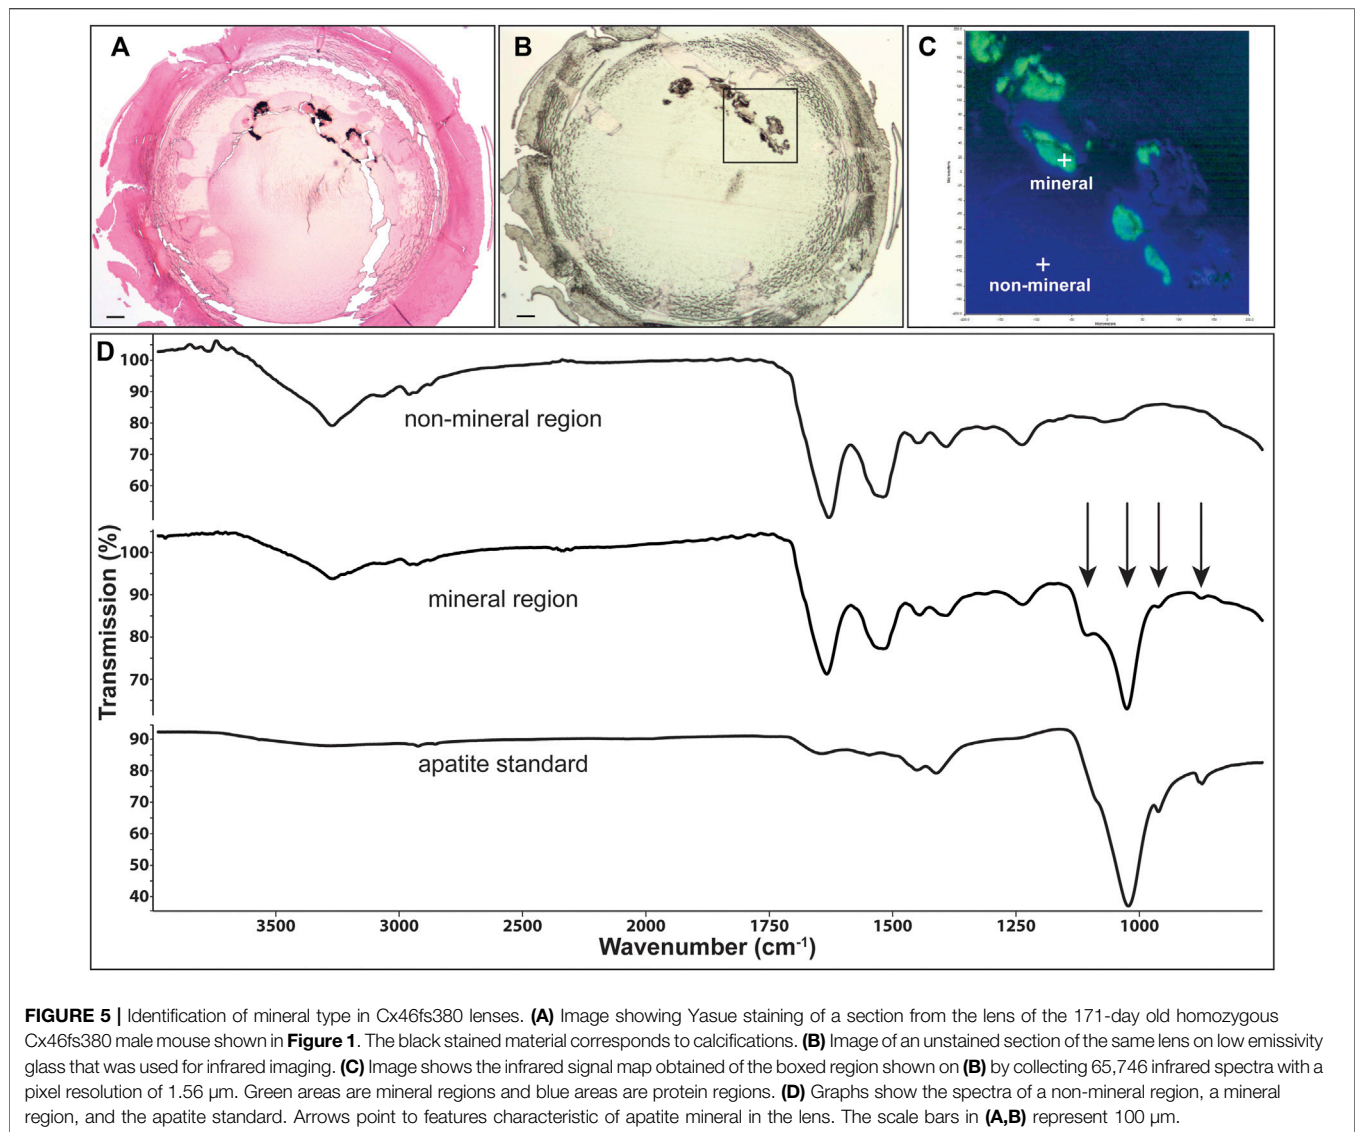 A
B
C
mineral
non-mineral
D
100
90
80
70
60
non-mineral region
100
90
80
70
mineral region
90
80
70
60
50
40
apatite standard
Transmission (%)
3500 3000 2500 2000 1750 1500 1250 1000
Wavenumber (cm-1)
FIGURE 5 | Identification of mineral type in Cx46fs380 lenses. (A) Image showing Yasue staining of a section from the lens of the 171-day old homozygous
Cx46fs380 male mouse shown in Figure 1. The black stained material corresponds to calcifications. (B) Image of an unstained section of the same lens on low emissivity
glass that was used for infrared imaging. (C) Image shows the infrared signal map obtained of the boxed region shown on (B) by collecting 65,746 infrared spectra with a
pixel resolution of 1.56 µm. Green areas are mineral regions and blue areas are protein regions. (D) Graphs show the spectra of a non-mineral region, a mineral
region, and the apatite standard. Arrows point to features characteristic of apatite mineral in the lens. The scale bars in (A,B) represent 100 µm.